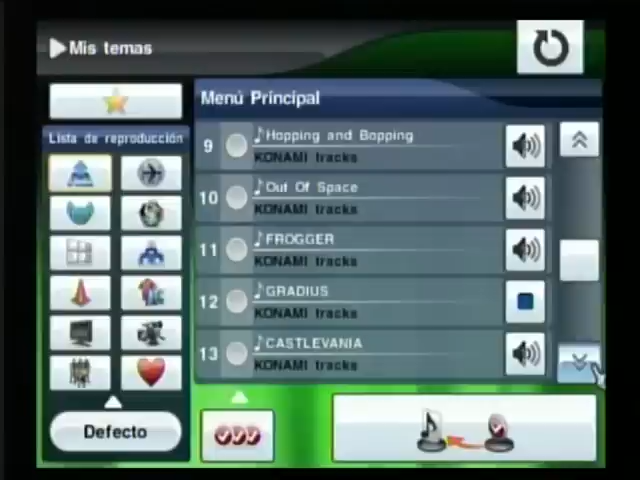 Mis temas
Menú Principal
Lista de reproducción
9 Hopping and Bopping
KONAMI tracks
10 Out Of Space
KONAMI tracks
11 FROGGER
KONAMI tracks
12 GRADIUS
KONAMI tracks
13 CASTLEVANIA
KONAMI tracks
Defecto